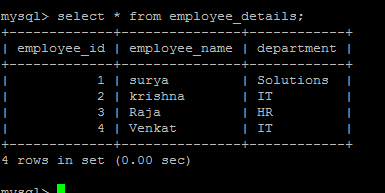 mysql> select * from employee_details;
+-------------+---------------+------------+
| employee_id | employee_name | department |
+-------------+---------------+------------+
|           1 | surya         | Solutions  |
|           2 | krishna       | IT         |
|           3 | Raja          | HR         |
|           4 | Venkat        | IT         |
+-------------+---------------+------------+
4 rows in set (0.00 sec)
mysql>